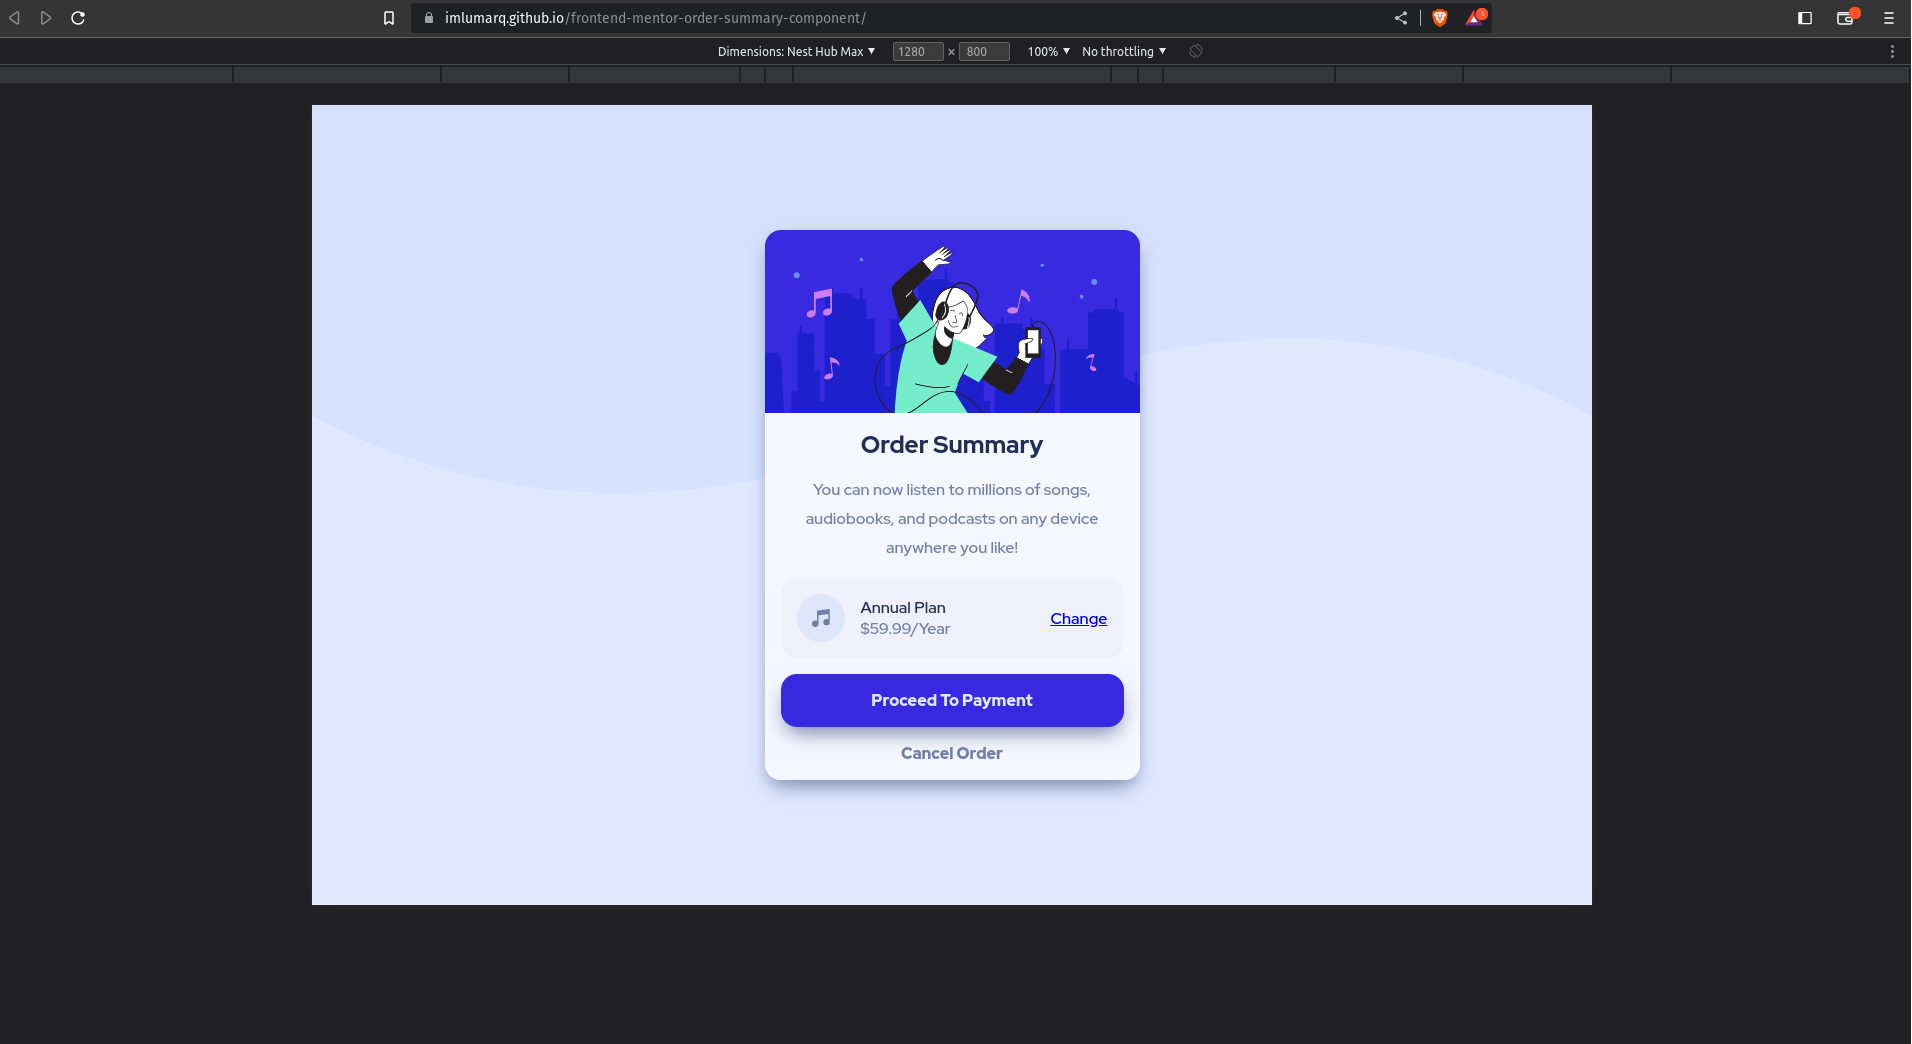 imlumarq.github.io/frontend-mentor-order-summary-component/
1
Dimensions: Nest Hub Max ▼ 1280 × 800 100% ▼ No throttling ▼
Order Summary
You can now listen to millions of songs,
audiobooks, and podcasts on any device
anywhere you like!
Annual Plan
$59.99/Year
Change
Proceed To Payment
Cancel Order